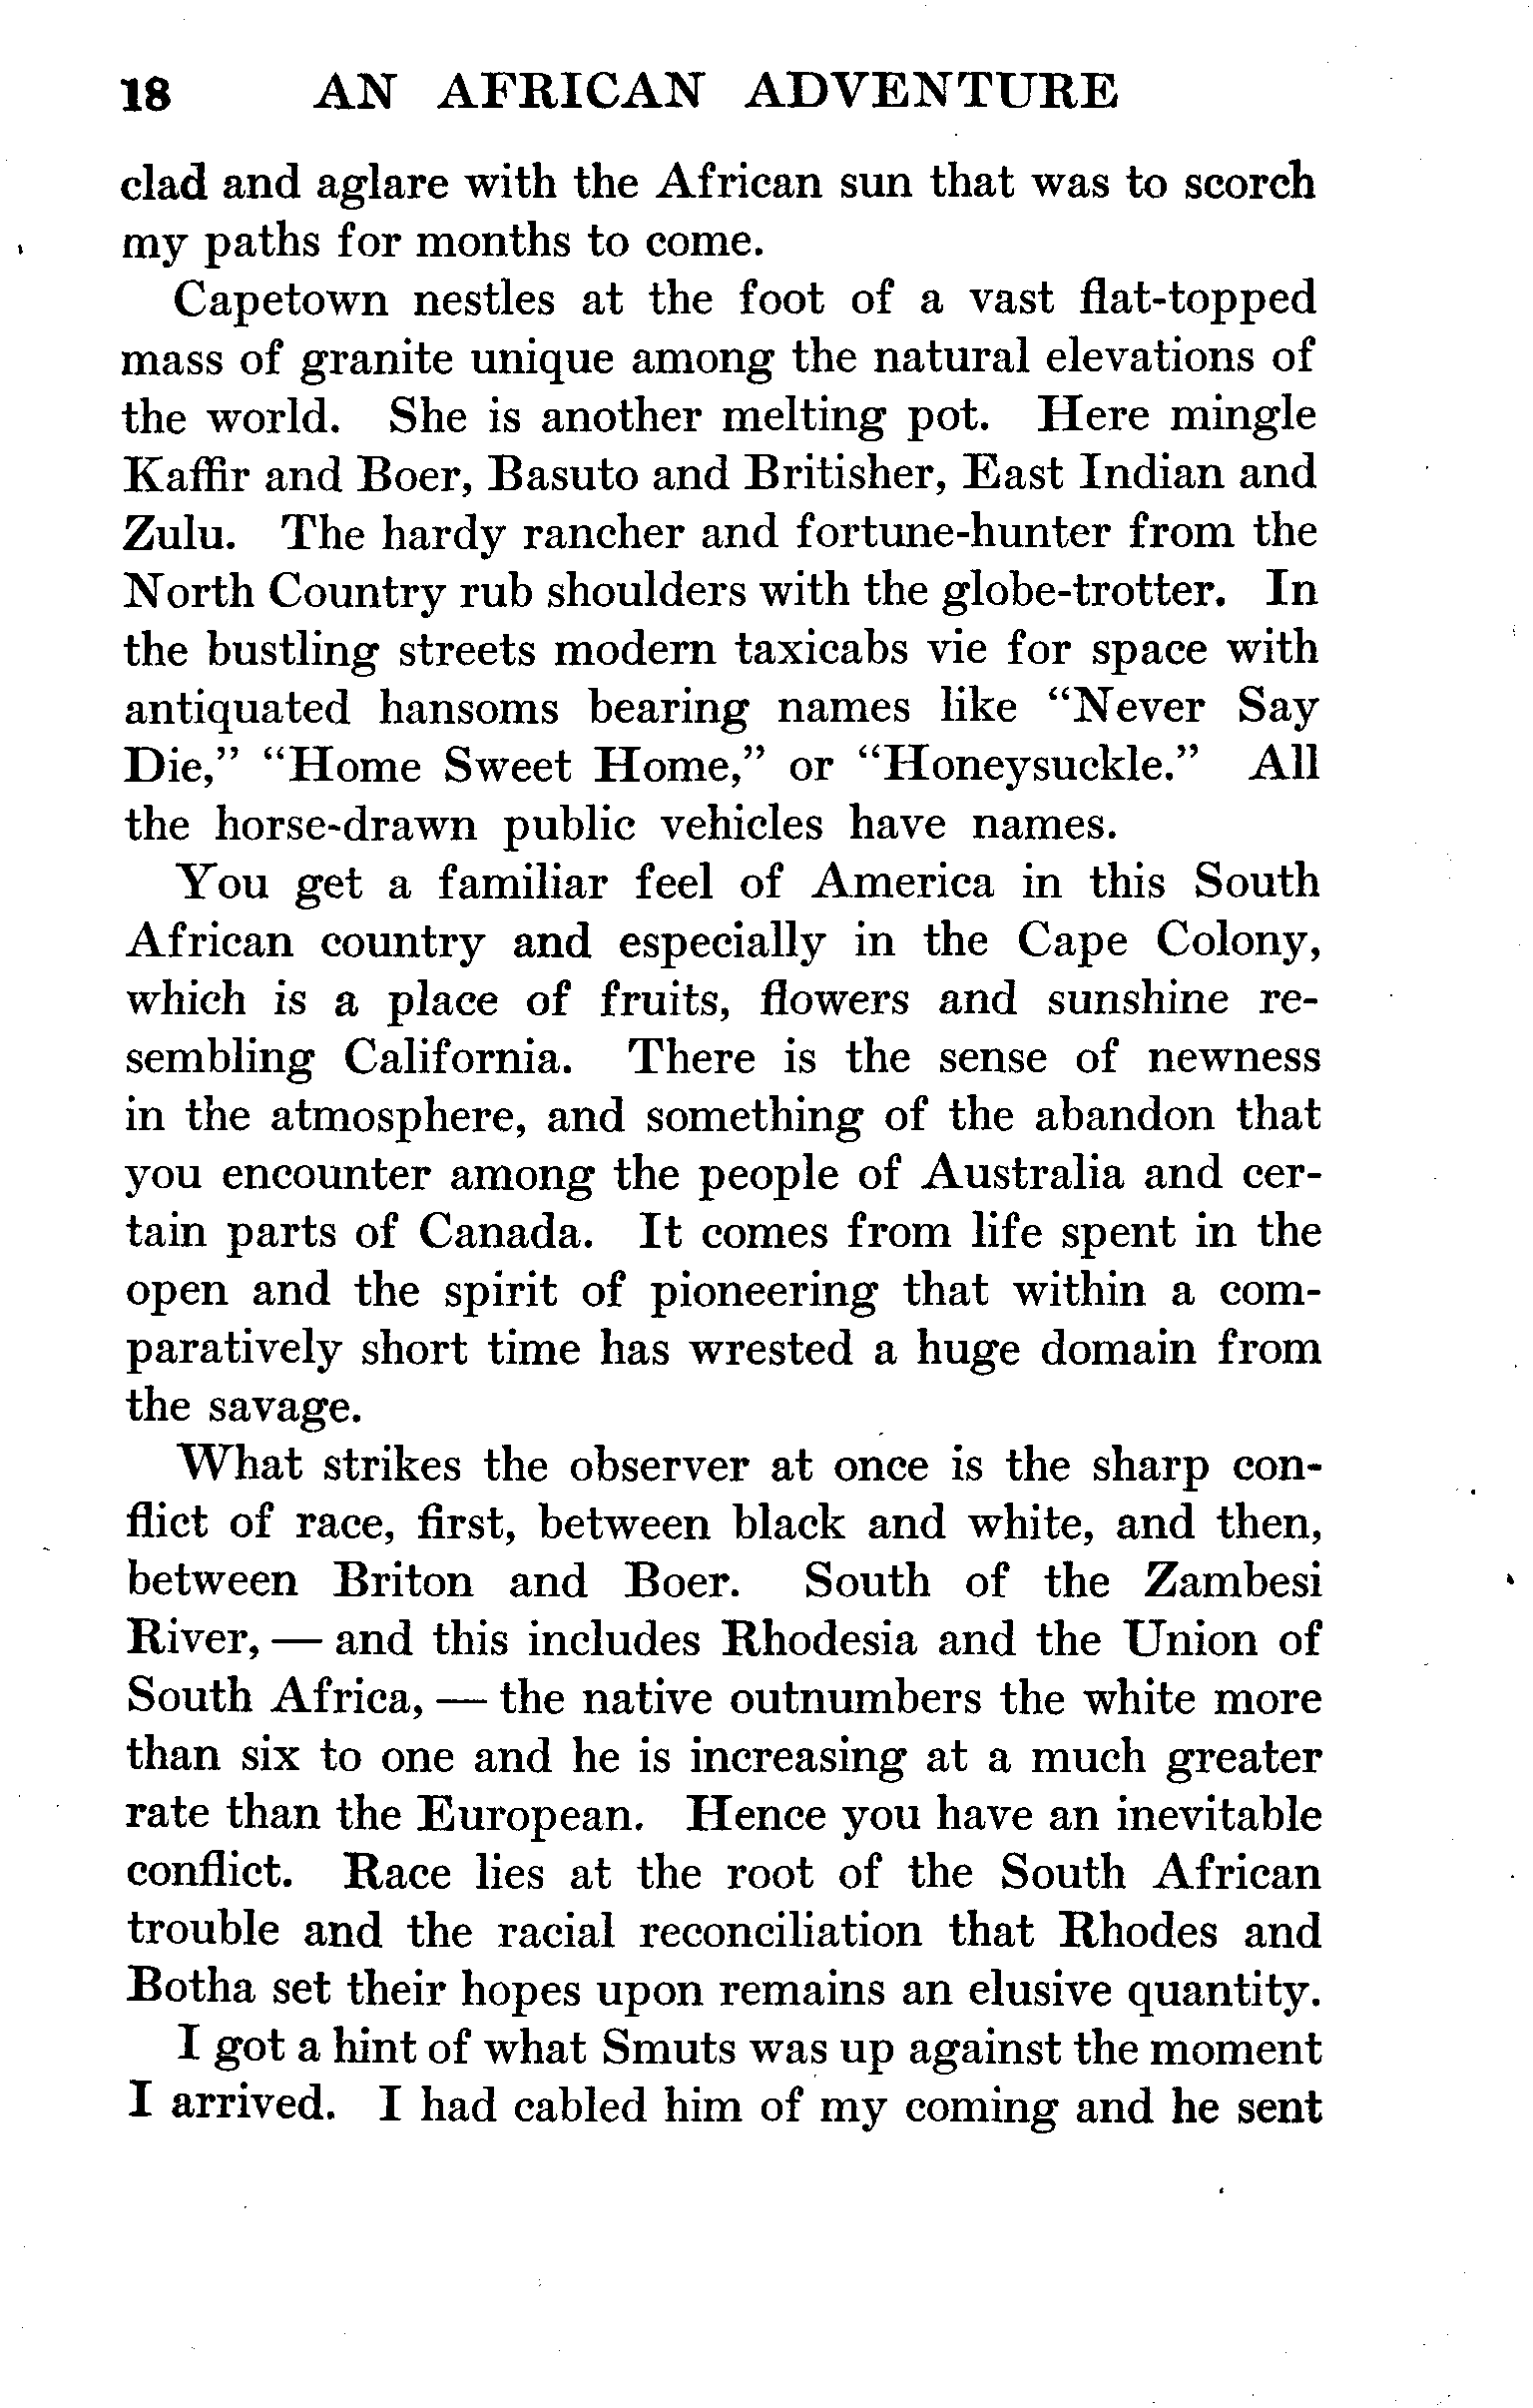 18 AN AFRICAN ADVENTURE
clad and aglare with the African sun that was to scorch
my paths for months to come.
Capetown nestles at the foot of a vast flat-topped
mass of granite unique among the natural elevations of
the world. She is another melting pot. Here mingle
Kaffir and Boer, Basuto and Britisher, East Indian and
Zulu. The hardy rancher and fortune-hunter from the
North Country rub shoulders with the globe-trotter. In
the bustling streets modern taxicabs vie for space with
antiquated hansoms bearing names like “Never Say
Die,” “Home Sweet Home,” or “Honeysuckle.” All
the horse-drawn public vehicles have names.
You get a familiar feel of America in this South
African country and especially in the Cape Colony,
which is a place of fruits, flowers and sunshine re-
sembling California. There is the sense of newness
in the atmosphere, and something of the abandon that
you encounter among the people of Australia and cer-
tain parts of Canada. It comes from life spent in the
open and the spirit of pioneering that within a com-
paratively short time has wrested a huge domain from
the savage.
What strikes the observer at once is the sharp con-
flict of race, first, between black and white, and then,
between Briton and Boer. South of the Zambesi
River, — and this includes Rhodesia and the Union of
South Africa, — the native outnumbers the white more
than six to one and he is increasing at a much greater
rate than the European. Hence you have an inevitable
conflict. Race lies at the root of the South African
trouble and the racial reconciliation that Rhodes and
Botha set their hopes upon remains an elusive quantity.
I got a hint of what Smuts was up against the moment
I arrived. I had cabled him of my coming and he sent